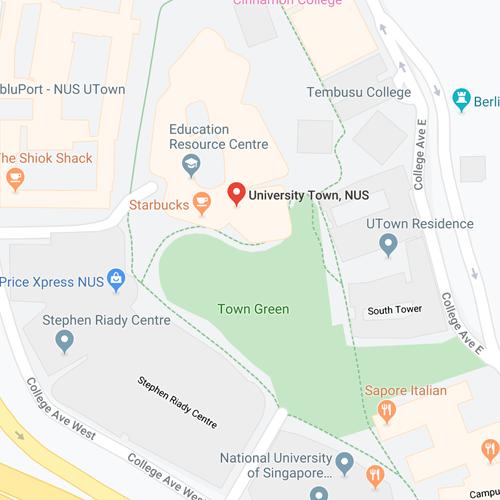 Cinnamon College
bluPort - NUS UTown
Tembusu College
Berli
College Ave E
Education
Resource Centre
The Shiok Shack
Starbucks
University Town, NUS
UTown Residence
Price Xpress NUS
Town Green
South Tower
Stephen Riady Centre
College Ave E
Stephen Riady Centre
Sapore Italian
College Ave West
College Ave West
National University
of Singapore...
Campu